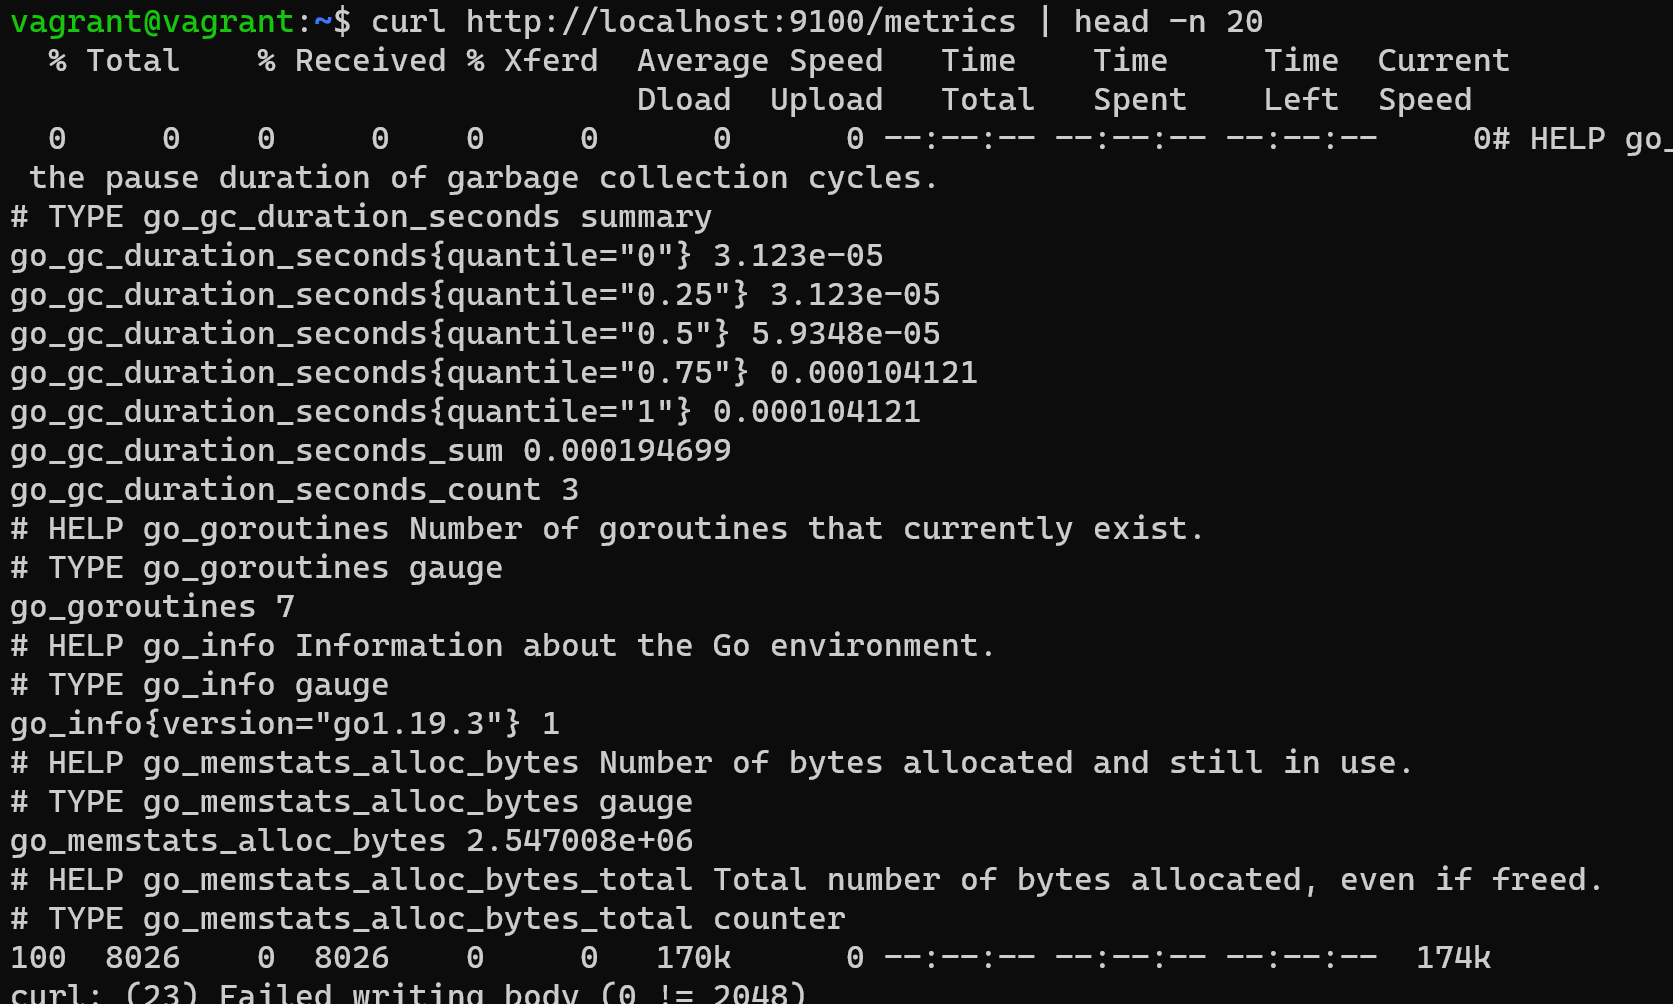 vagrant@vagrant:~$ curl http://localhost:9100/metrics | head -n 20
  % Total    % Received % Xferd  Average Speed   Time    Time     Time  Current
                                 Dload  Upload   Total   Spent    Left  Speed
  0     0    0     0    0     0      0      0 --:--:-- --:--:-- --:--:--     0# HELP go_
 the pause duration of garbage collection cycles.
# TYPE go_gc_duration_seconds summary
go_gc_duration_seconds{quantile="0"} 3.123e-05
go_gc_duration_seconds{quantile="0.25"} 3.123e-05
go_gc_duration_seconds{quantile="0.5"} 5.9348e-05
go_gc_duration_seconds{quantile="0.75"} 0.000104121
go_gc_duration_seconds{quantile="1"} 0.000104121
go_gc_duration_seconds_sum 0.000194699
go_gc_duration_seconds_count 3
# HELP go_goroutines Number of goroutines that currently exist.
# TYPE go_goroutines gauge
go_goroutines 7
# HELP go_info Information about the Go environment.
# TYPE go_info gauge
go_info{version="go1.19.3"} 1
# HELP go_memstats_alloc_bytes Number of bytes allocated and still in use.
# TYPE go_memstats_alloc_bytes gauge
go_memstats_alloc_bytes 2.547008e+06
# HELP go_memstats_alloc_bytes_total Total number of bytes allocated, even if freed.
# TYPE go_memstats_alloc_bytes_total counter
100  8026    0  8026    0     0   170k      0 --:--:-- --:--:-- --:--:--  174k
curl: (23) Failed writing body (0 != 2048)